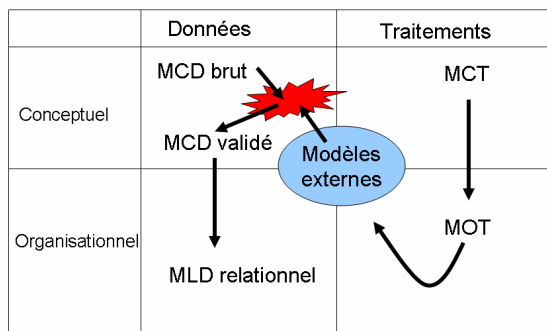 Données
Traitements
Conceptuel
MCD brut
MCT
MCD validé
Modèles
externes
Organisationnel
MOT
MLD relationnel